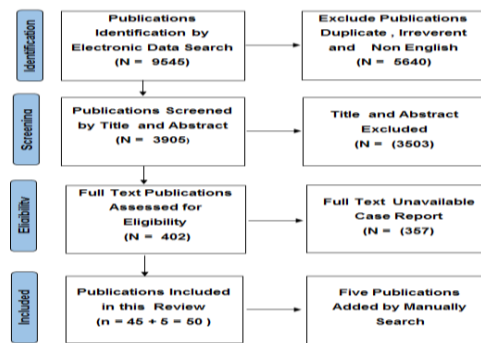 Identification
Publications
Identification by
Electronic Data Search
(N = 9545)
Exclude Publications
Duplicate , Irreverent
and Non English
(N = 5640)
Screening
Publications Screened
by Title and Abstract
(N = 3905)
Title and Abstract
Excluded
(N = (3503)
Eligibility
Full Text Publications
Assessed for
Eligibility
(N = 402)
Full Text Unavailable
Case Report
(N = (357)
Included
Publications Included
in this Review
(n = 45 + 5 = 50 )
Five Publications
Added by Manually
Search